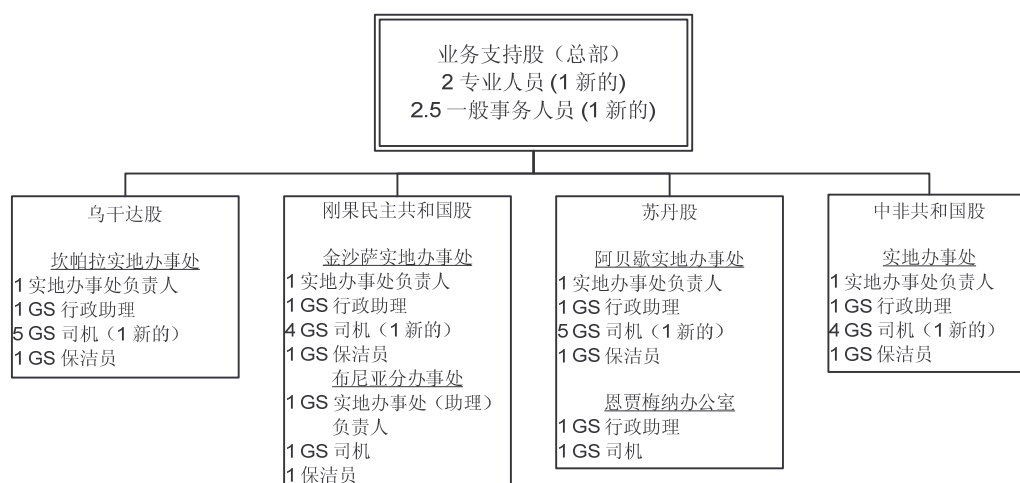 业务支持股（总部）
2 专业人员 (1 新的)
2.5 一般事务人员 (1 新的)
乌干达股
坎帕拉实地办事处
1 实地办事处负责人
1 GS 行政助理
5 GS 司机（1 新的）
1 GS 保洁员
刚果民主共和国股
金沙萨实地办事处
1 实地办事处负责人
1 GS 行政助理
4 GS 司机（1 新的）
1 GS 保洁员
布尼亚分办事处
1 GS 实地办事处（助理）
负责人
1 GS 司机
1 保洁员
苏丹股
阿贝歇实地办事处
1 实地办事处负责人
1 GS 行政助理
5 GS 司机（1 新的）
1 GS 保洁员
恩贾梅纳办公室
1 GS 行政助理
1 GS 司机
中非共和国股
实地办事处
1 实地办事处负责人
1 GS 行政助理
4 GS 司机（1 新的）
1 GS 保洁员